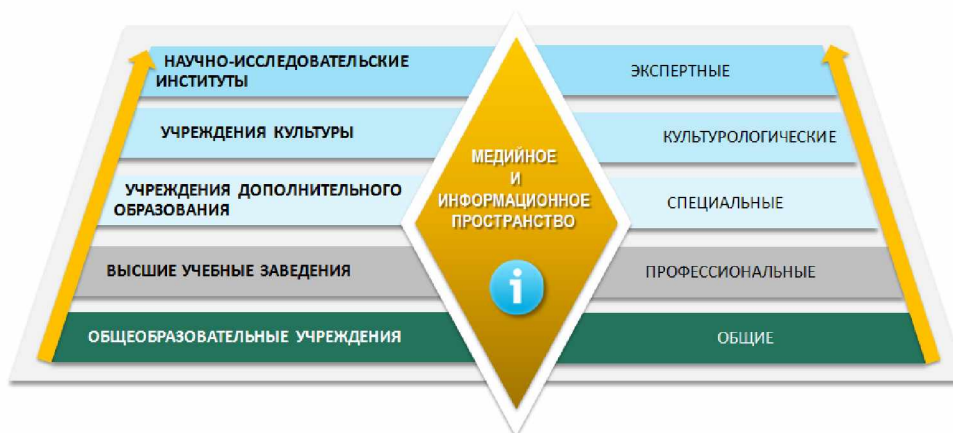 НАУЧНО-ИССЛЕДОВАТЕЛЬСКИЕ
ИНСТИТУТЫ
ЭКСПЕРТНЫЕ
УЧРЕЖДЕНИЯ КУЛЬТУРЫ
КУЛЬТУРОЛОГИЧЕСКИЕ
УЧРЕЖДЕНИЯ ДОПОЛНИТЕЛЬНОГО
ОБРАЗОВАНИЯ
СПЕЦИАЛЬНЫЕ
ВЫСШИЕ УЧЕБНЫЕ ЗАВЕДЕНИЯ
ПРОФЕССИОНАЛЬНЫЕ
ОБЩЕОБРАЗОВАТЕЛЬНЫЕ УЧРЕЖДЕНИЯ
ОБЩИЕ
МЕДИЙНОЕ
И
ИНФОРМАЦИОННОЕ
ПРОСТРАНСТВО
i